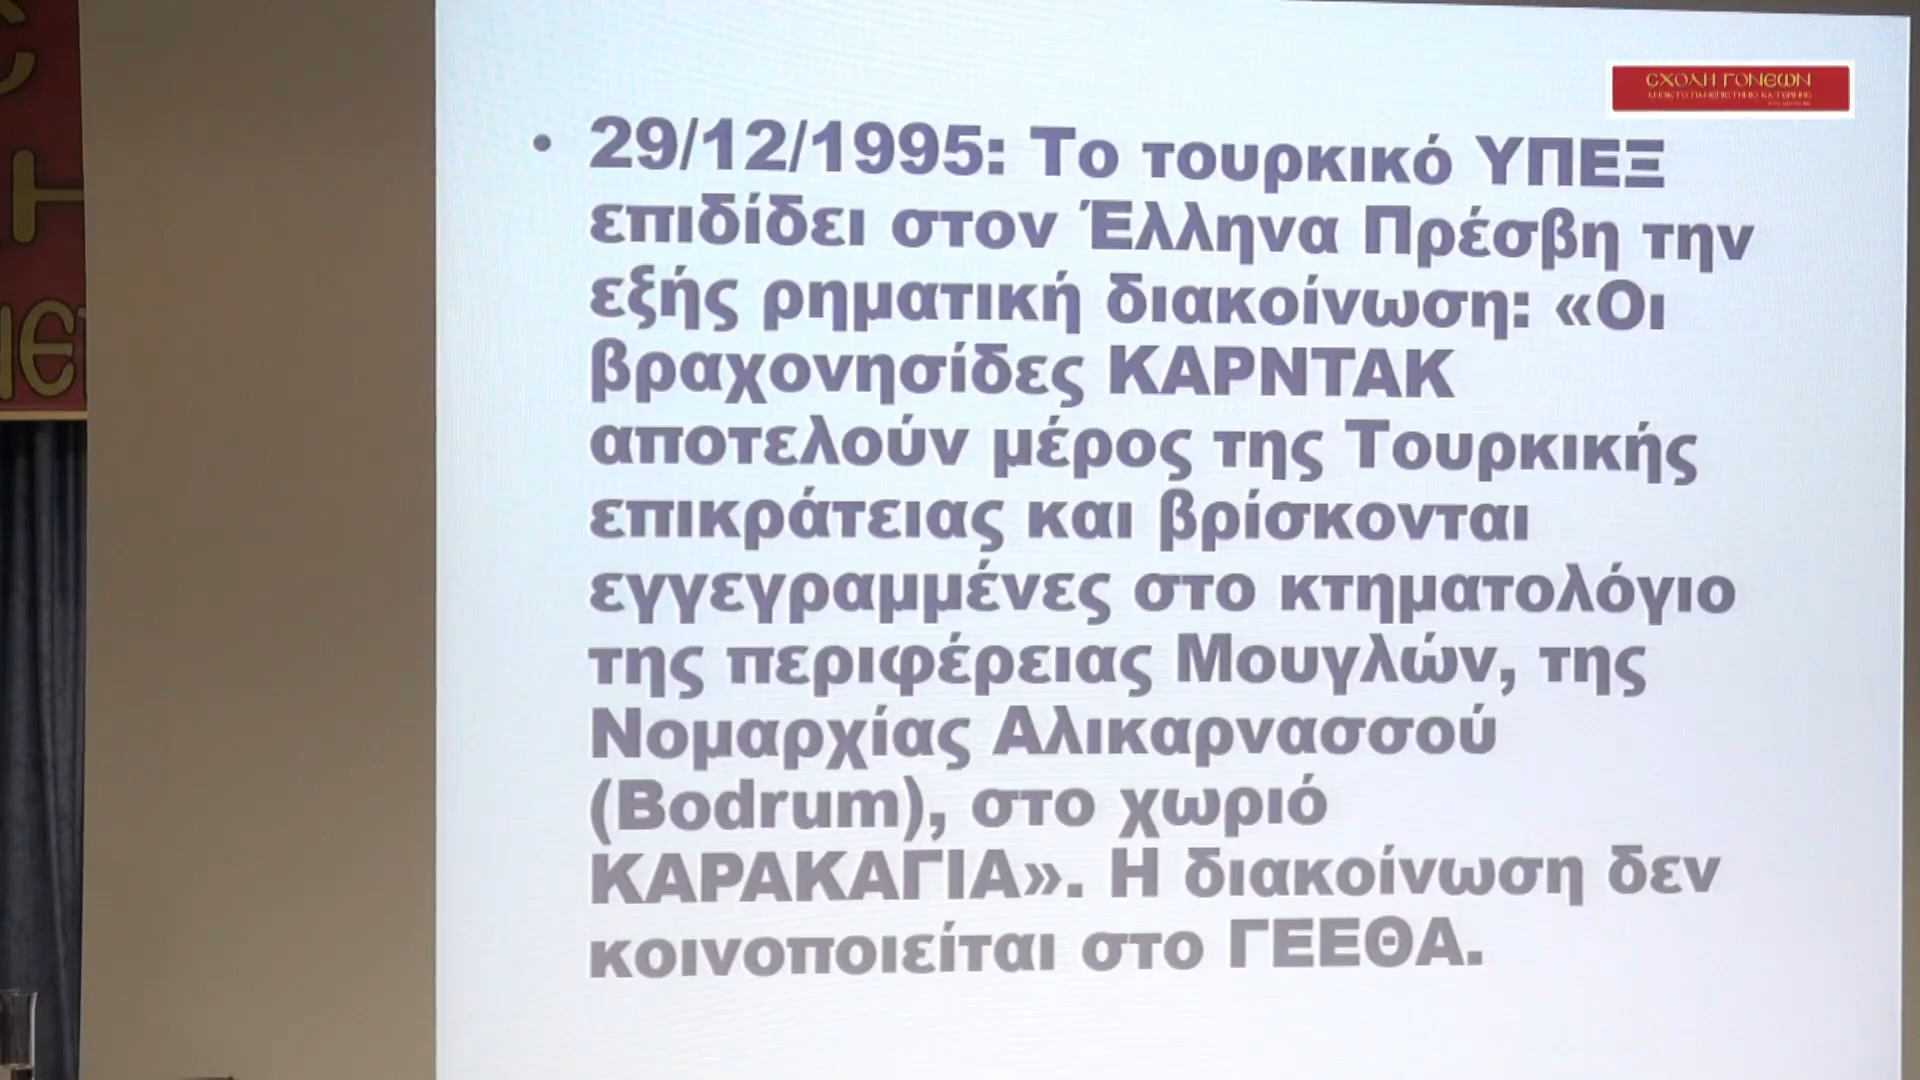 ΣΧΟΛΗ ΓΟΝΕΩΝ
• 29/12/1995: Το τουρκικό ΥΠΕΞ
επιδίδει στον Έλληνα Πρέσβη την
εξής ρηματική διακοίνωση: «Οι
βραχονησίδες ΚΑΡΝΤΑΚ
αποτελούν μέρος της Τουρκικής
επικράτειας και βρίσκονται
εγγεγραμμένες στο κτηματολόγιο
της περιφέρειας Μουγλών, της
Νομαρχίας Αλικαρνασσού
(Bodrum), στο χωριό
ΚΑΡΑΚΑΓΙΑ». Η διακοίνωση δεν
κοινοποιείται στο ΓΕΕΘΑ.